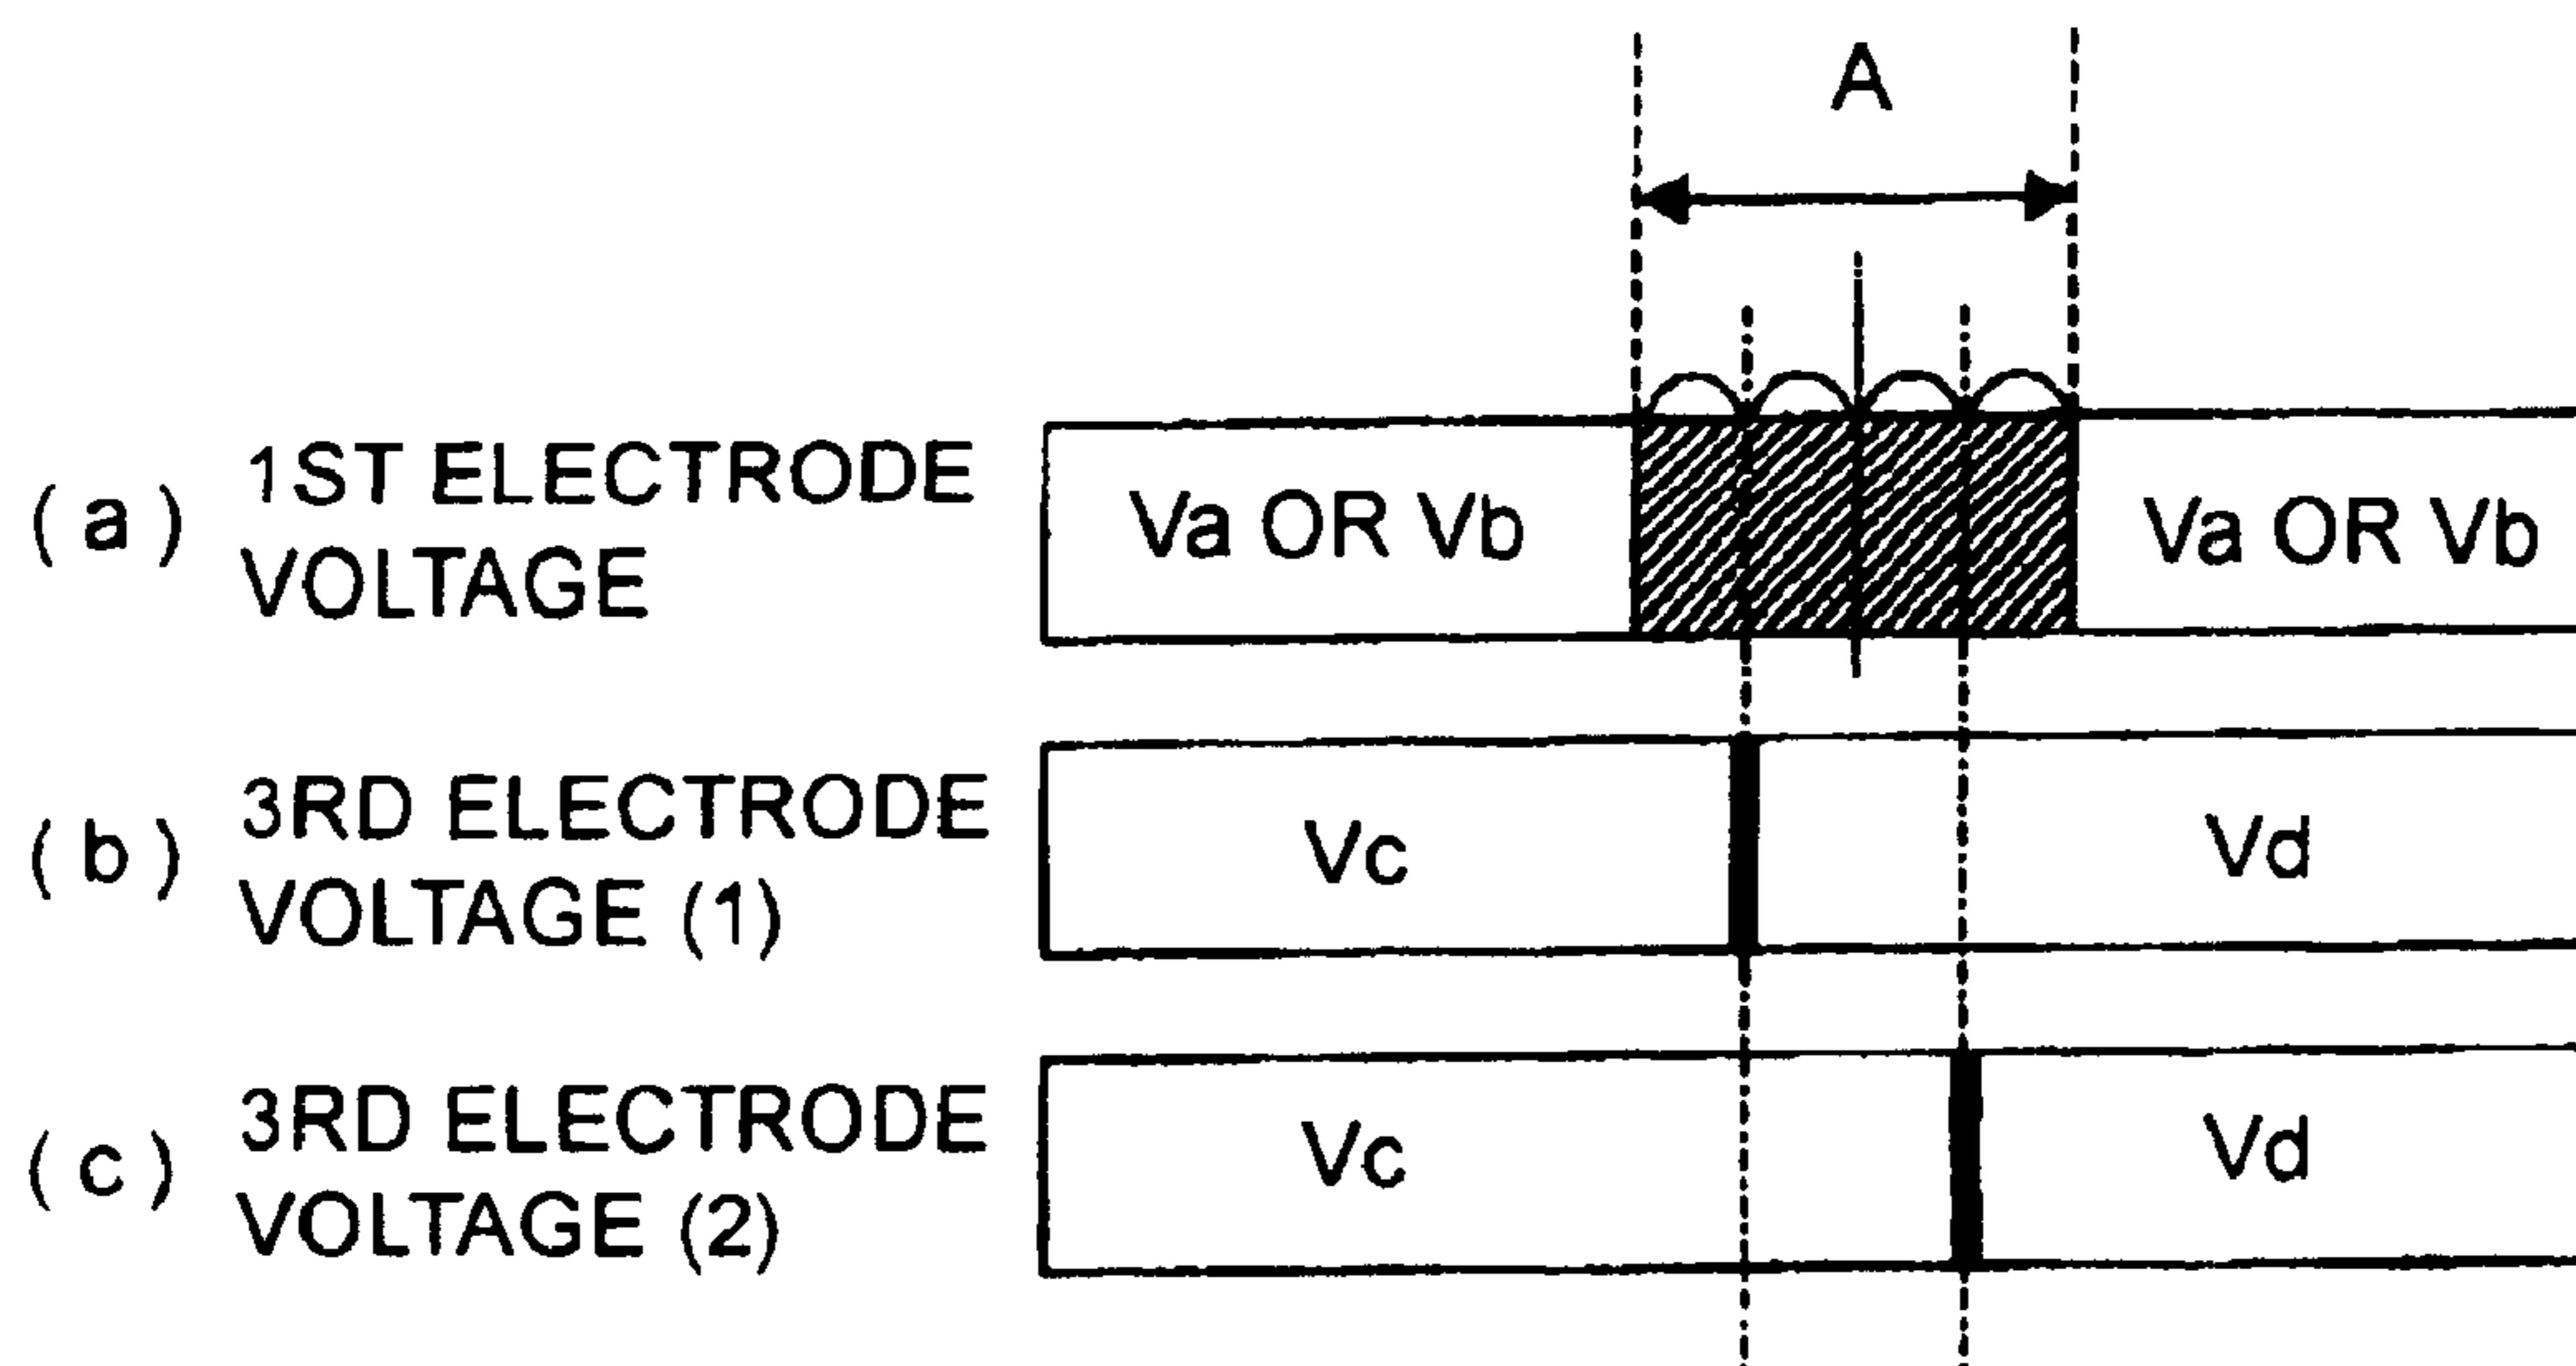 A
(a) 1ST ELECTRODE
VOLTAGE
Va OR Vb
Va OR Vb
(b) 3RD ELECTRODE
VOLTAGE (1)
Vc
Vd
(c) 3RD ELECTRODE
VOLTAGE (2)
Vc
Vd